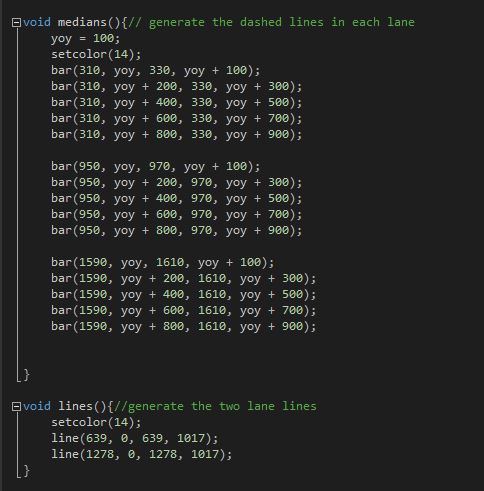 void medians(){// generate the dashed lines in each lane
yoy = 100;
setcolor(14);
bar(310, yoy, 330, yoy + 100);
bar(310, yoy + 200, 330, yoy + 300);
bar(310, yoy + 400, 330, yoy + 500);
bar(310, yoy + 600, 330, yoy + 700);
bar(310, yoy + 800, 330, yoy + 900);
bar(950, yoy, 970, yoy + 100);
bar(950, yoy + 200, 970, yoy + 300);
bar(950, yoy + 400, 970, yoy + 500);
bar(950, yoy + 600, 970, yoy + 700);
bar(950, yoy + 800, 970, yoy + 900);
bar(1590, yoy, 1610, yoy + 100);
bar(1590, yoy + 200, 1610, yoy + 300);
bar(1590, yoy + 400, 1610, yoy + 500);
bar(1590, yoy + 600, 1610, yoy + 700);
bar(1590, yoy + 800, 1610, yoy + 900);
}
void lines(){//generate the two lane lines
setcolor(14);
line(639, 0, 639, 1017);
line(1278, 0, 1278, 1017);
}